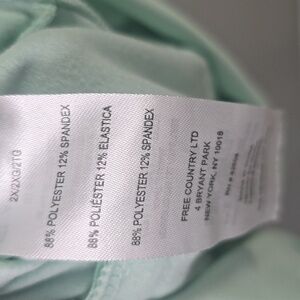 2X/2XG/2TG
88% POLYESTER 12% SPANDEX
88% POLIÉSTER 12% ELASTICA
88% POLYESTER 12% SPANDEX
FREE COUNTRY LTD
4 BRYANT PARK
NEW YORK, NY 10018